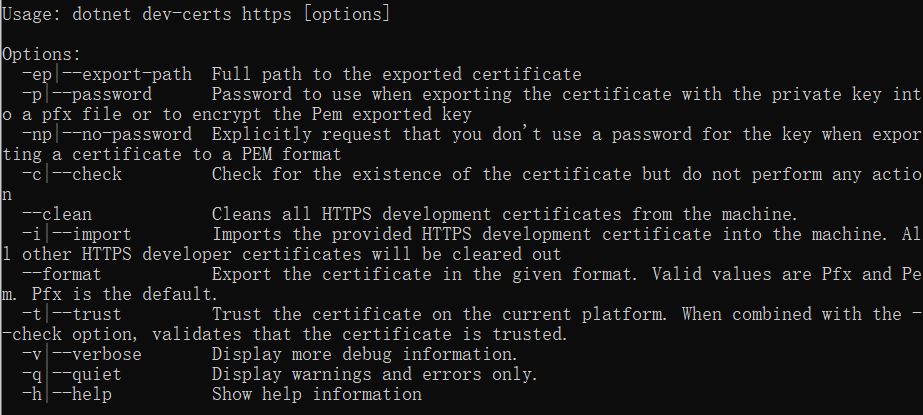 Usage: dotnet dev-certs https [options]
Options:
-ep|--export-path Full path to the exported certificate
-p|--password Password to use when exporting the certificate with the private key int
o a pfx file or to encrypt the Pem exported key
-np|--no-password Explicitly request that you don't use a password for the key when expor
ting a certificate to a PEM format
-c|--check Check for the existence of the certificate but do not perform any actio
n
--clean Cleans all HTTPS development certificates from the machine.
-i|--import Imports the provided HTTPS development certificate into the machine. Al
l other HTTPS developer certificates will be cleared out
--format Export the certificate in the given format. Valid values are Pfx and Pe
m. Pfx is the default.
-t|--trust Trust the certificate on the current platform. When combined with the -
-check option, validates that the certificate is trusted.
-v|--verbose Display more debug information.
-q|--quiet Display warnings and errors only.
-h|--help Show help information